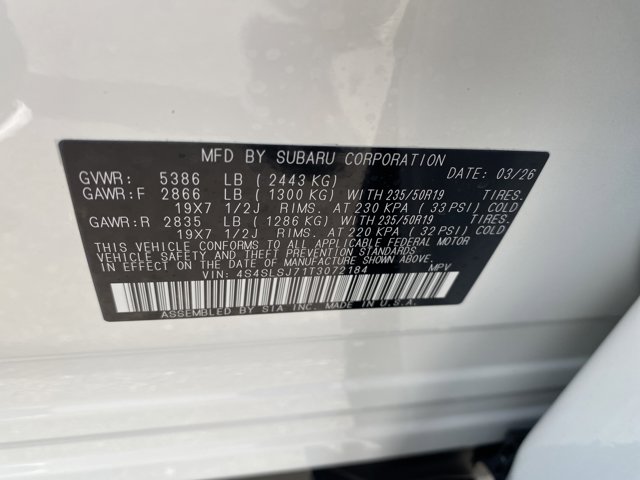 MFD BY SUBARU CORPORATION DATE: 03/26
GVWR: 5386 LB (2443 KG)
GAWR:F 2866 LB (1300 KG) WITH 235/50R19 TIRES.
19X7 1/2J RIMS. AT 230 KPA (33 PSI) COLD
GAWR:R 2835 LB (1286 KG) WITH 235/50R19 TIRES.
19X7 1/2J RIMS. AT 220 KPA (32 PSI) COLD
THIS VEHICLE CONFORMS TO ALL APPLICABLE FEDERAL MOTOR
VEHICLE SAFETY AND THEFT PREVENTION STANDARDS
IN EFFECT ON THE DATE OF MANUFACTURE SHOWN ABOVE.
VIN: 4S4SLSJ71T3072184 MPV
ASSEMBLED BY SIA INC. MADE IN U.S.A.